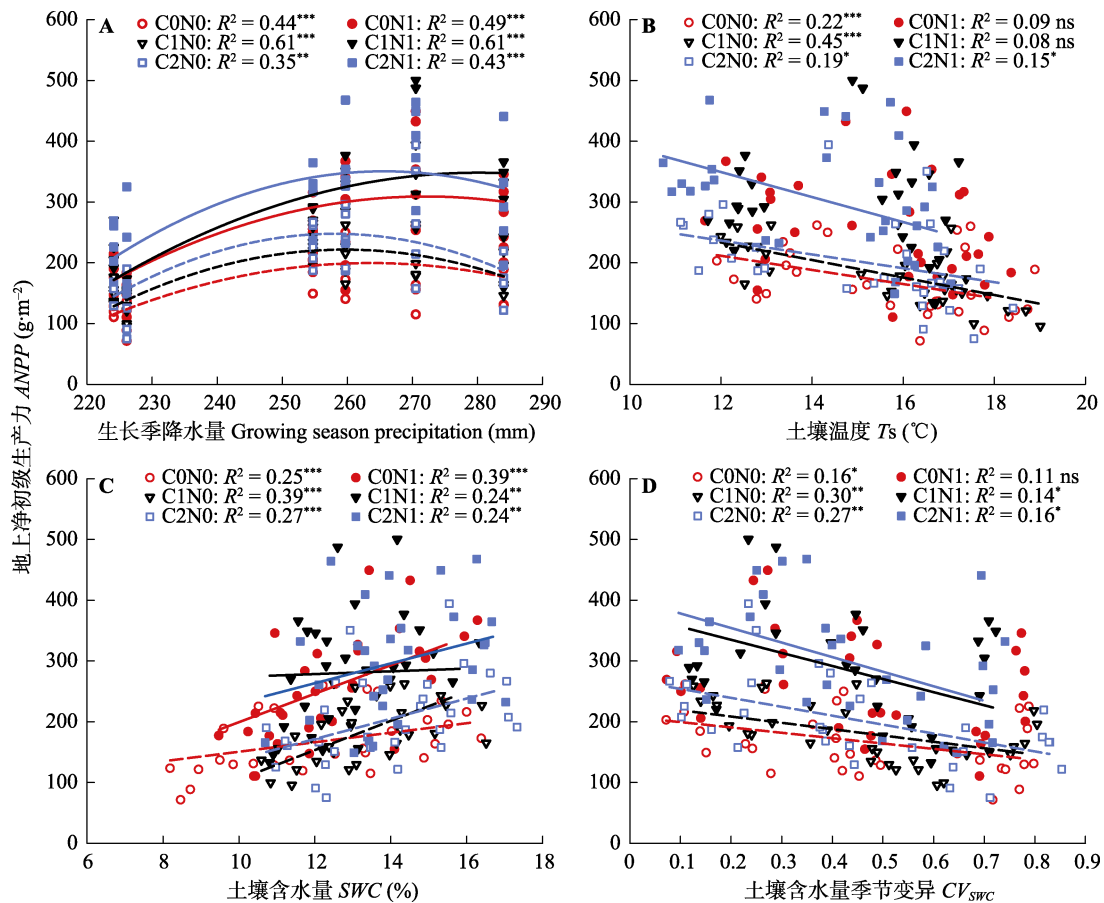 A
C0N0: R² = 0.44***
C0N1: R² = 0.49***
C1N0: R² = 0.61***
C1N1: R² = 0.61***
C2N0: R² = 0.35**
C2N1: R² = 0.43***
600
500
400
300
200
100
0
220
230
240
250
260
270
280
290
生长季降水量 Growing season precipitation (mm)
B
C0N0: R² = 0.22***
C0N1: R² = 0.09 ns
C1N0: R² = 0.45***
C1N1: R² = 0.08 ns
C2N0: R² = 0.19*
C2N1: R² = 0.15*
600
500
400
300
200
100
0
10
12
14
16
18
20
土壤温度 Ts (℃)
地上净初级生产力 ANPP (g·m⁻²)
C
C0N0: R² = 0.25***
C0N1: R² = 0.39***
C1N0: R² = 0.39***
C1N1: R² = 0.24**
C2N0: R² = 0.27***
C2N1: R² = 0.24**
600
500
400
300
200
100
0
6
8
10
12
14
16
18
土壤含水量 SWC (%)
D
C0N0: R² = 0.16*
C0N1: R² = 0.11 ns
C1N0: R² = 0.30**
C1N1: R² = 0.14*
C2N0: R² = 0.27**
C2N1: R² = 0.16*
600
500
400
300
200
100
0
0
0.1
0.2
0.3
0.4
0.5
0.6
0.7
0.8
0.9
土壤含水量季节变异 CV_SWC